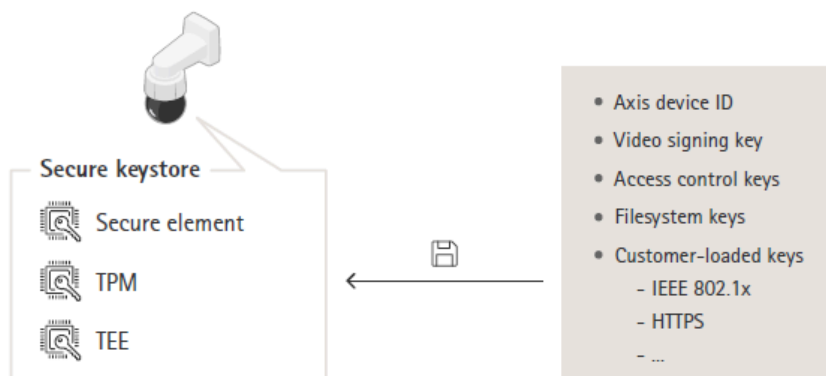 Secure keystore
Secure element
TPM
TEE
• Axis device ID
• Video signing key
• Access control keys
• Filesystem keys
• Customer-loaded keys
- IEEE 802.1x
- HTTPS
- ...